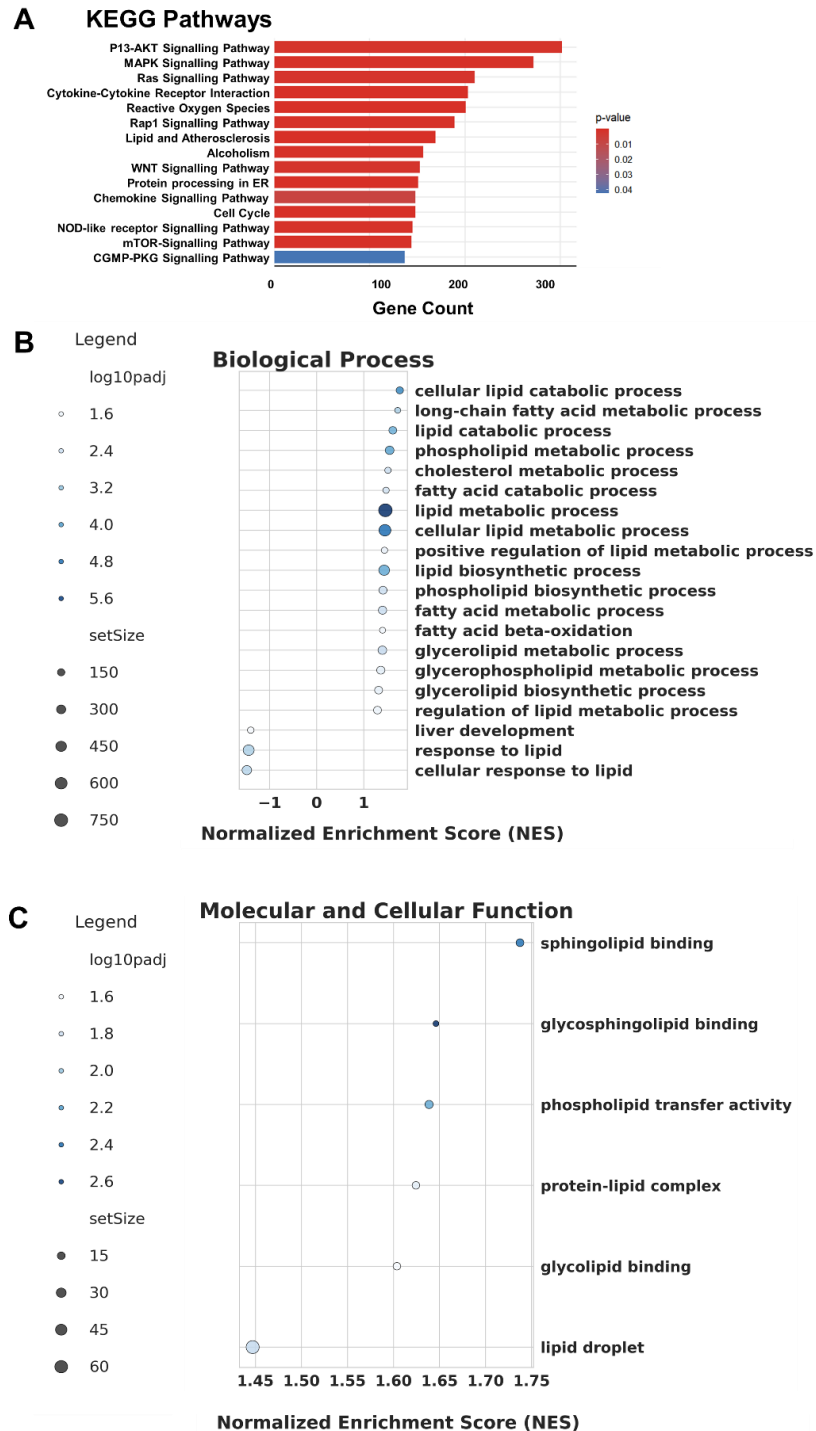 A
KEGG Pathways
P13-AKT Signalling Pathway
MAPK Signalling Pathway
Ras Signalling Pathway
Cytokine-Cytokine Receptor Interaction
Reactive Oxygen Species
Rap1 Signalling Pathway
Lipid and Atherosclerosis
Alcoholism
WNT Signalling Pathway
Protein processing in ER
Chemokine Signalling Pathway
Cell Cycle
NOD-like receptor Signalling Pathway
mTOR-Signalling Pathway
CGMP-PKG Signalling Pathway
0 100 200 300
Gene Count
p-value
0.01
0.02
0.03
0.04
B
Legend
log10padj
1.6
2.4
3.2
4.0
4.8
5.6
setSize
150
300
450
600
750
Biological Process
cellular lipid catabolic process
long-chain fatty acid metabolic process
lipid catabolic process
phospholipid metabolic process
cholesterol metabolic process
fatty acid catabolic process
lipid metabolic process
cellular lipid metabolic process
positive regulation of lipid metabolic process
lipid biosynthetic process
phospholipid biosynthetic process
fatty acid metabolic process
fatty acid beta-oxidation
glycerolipid metabolic process
glycerophospholipid metabolic process
glycerolipid biosynthetic process
regulation of lipid metabolic process
liver development
response to lipid
cellular response to lipid
−1 0 1
Normalized Enrichment Score (NES)
C
Legend
log10padj
1.6
1.8
2.0
2.2
2.4
2.6
setSize
15
30
45
60
Molecular and Cellular Function
sphingolipid binding
glycosphingolipid binding
phospholipid transfer activity
protein-lipid complex
glycolipid binding
lipid droplet
1.45 1.50 1.55 1.60 1.65 1.70 1.75
Normalized Enrichment Score (NES)